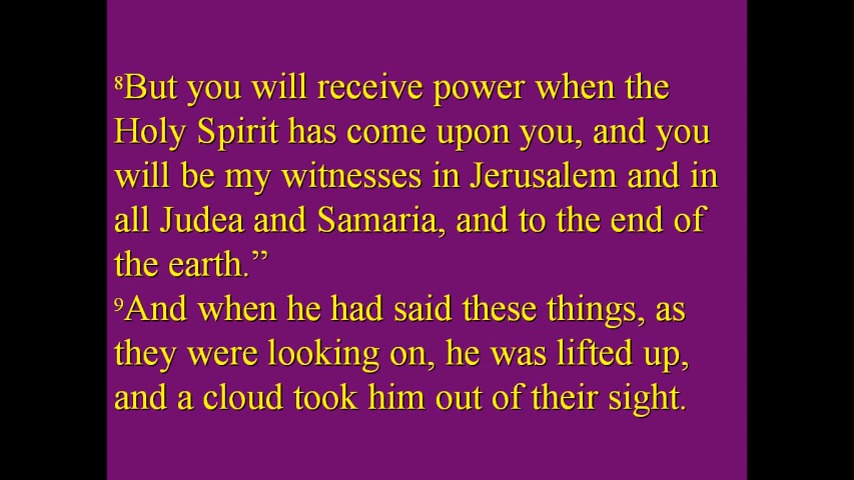 ⁸But you will receive power when the
Holy Spirit has come upon you, and you
will be my witnesses in Jerusalem and in
all Judea and Samaria, and to the end of
the earth.”
⁹And when he had said these things, as
they were looking on, he was lifted up,
and a cloud took him out of their sight.